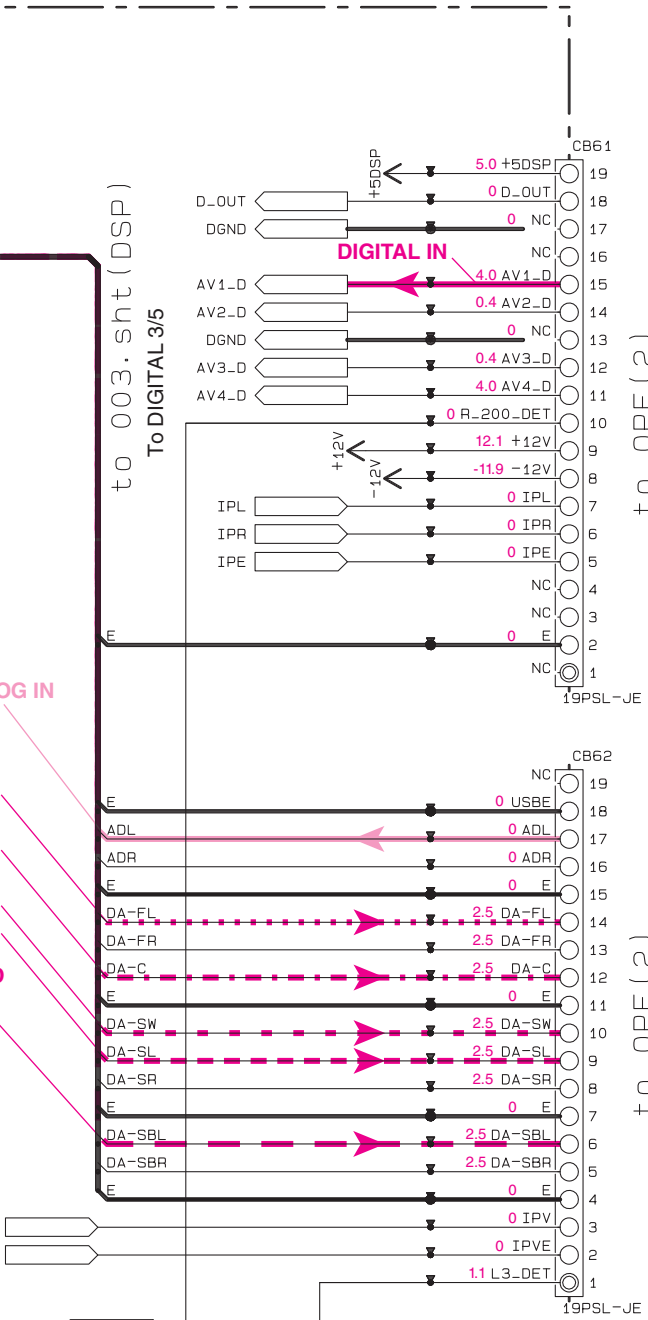 CB61
+5DSP
5.0 +5DSP 19
D_OUT 0 D_OUT 18
DGND 0 NC 17
NC 16
DIGITAL IN
AV1_D 4.0 AV1_D 15
AV2_D 0.4 AV2_D 14
DGND 0 NC 13
AV3_D 0.4 AV3_D 12
AV4_D 4.0 AV4_D 11
0 R_200_DET 10
+12V 12.1 +12V 9
-12V -11.9 -12V 8
IPL 0 IPL 7
IPR 0 IPR 6
IPE 0 IPE 5
NC 4
NC 3
E 0 E 2
NC 1
19PSL-JE
to 003.sht(DSP)
To DIGITAL 3/5
to OPE(2)
OG IN
CB62
NC 19
E 0 USBE 18
ADL 0 ADL 17
ADR 0 ADR 16
E 0 E 15
DA-FL 2.5 DA-FL 14
DA-FR 2.5 DA-FR 13
DA-C 2.5 DA-C 12
E 0 E 11
DA-SW 2.5 DA-SW 10
DA-SL 2.5 DA-SL 9
DA-SR 2.5 DA-SR 8
E 0 E 7
DA-SBL 2.5 DA-SBL 6
DA-SBR 2.5 DA-SBR 5
E 0 E 4
0 IPV 3
0 IPVE 2
1.1 L3_DET 1
19PSL-JE
to OPE(2)